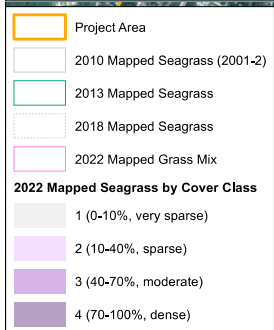 Project Area
2010 Mapped Seagrass (2001-2)
2013 Mapped Seagrass
2018 Mapped Seagrass
2022 Mapped Grass Mix
2022 Mapped Seagrass by Cover Class
1 (0-10%, very sparse)
2 (10-40%, sparse)
3 (40-70%, moderate)
4 (70-100%, dense)